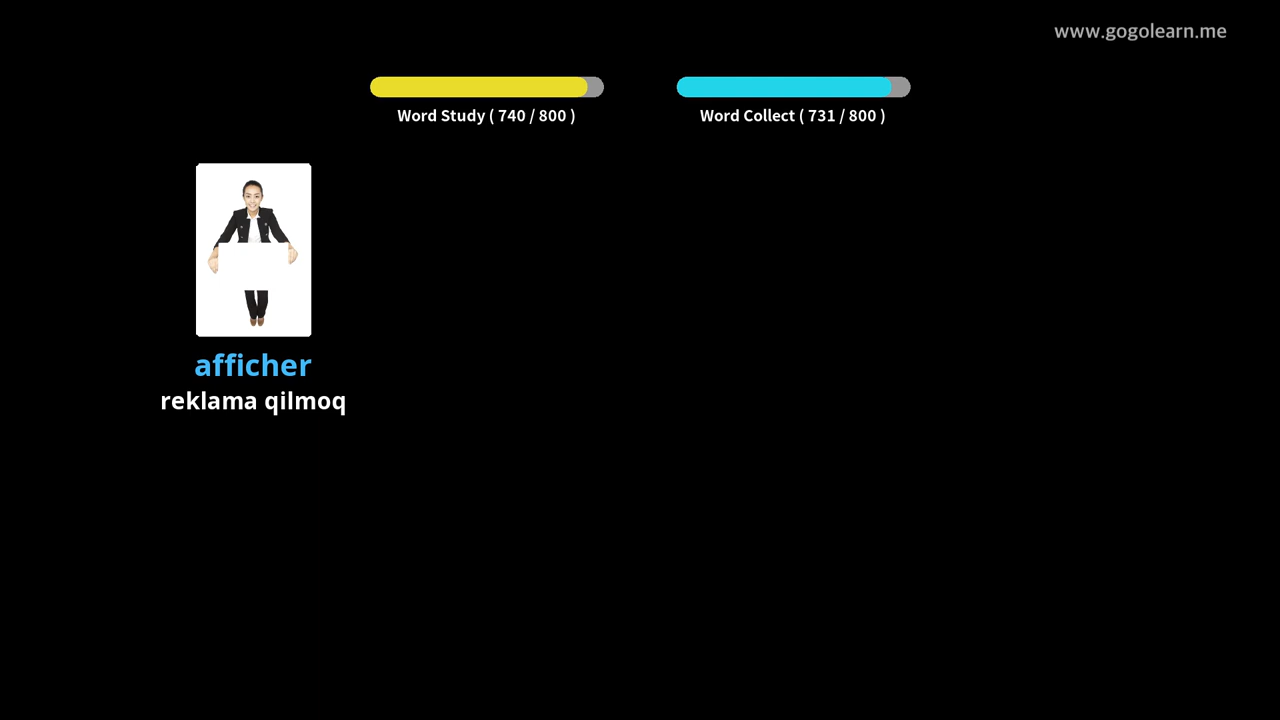 www.gogolearn.me
Word Study ( 740 / 800 )
Word Collect ( 731 / 800 )
afficher
reklama qilmoq